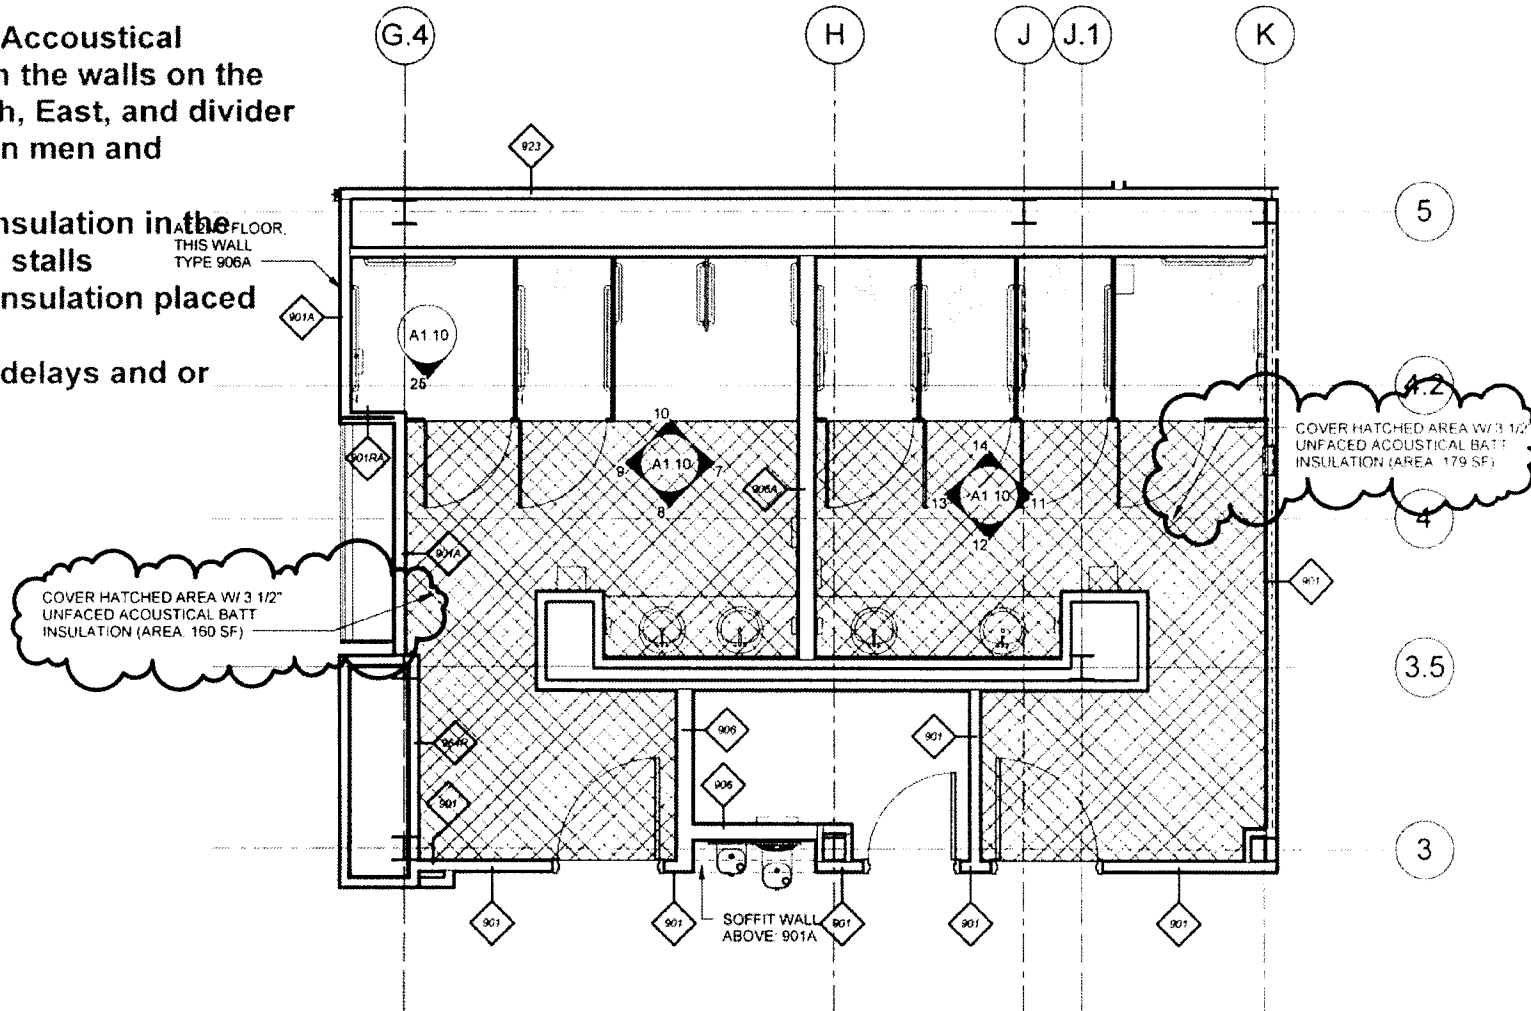 Accoustical
n the walls on the
h, East, and divider
n men and
nsulation in the
stalls
nsulation placed
delays and or
G.4
H
J
J.1
K
923
5
FLOOR,
THIS WALL
TYPE 906A
901A
A1.10
25
4.2
COVER HATCHED AREA W/ 3 1/2"
UNFACED ACOUSTICAL BATT
INSULATION (AREA: 179 SF)
10
9
A1.10
7
8
14
13
A1.10
11
12
901RA
906A
4
901A
901
COVER HATCHED AREA W/ 3 1/2"
UNFACED ACOUSTICAL BATT
INSULATION (AREA: 160 SF)
3.5
906
901
906
901
3
901
901
SOFFIT WALL
ABOVE: 901A
901
901
901